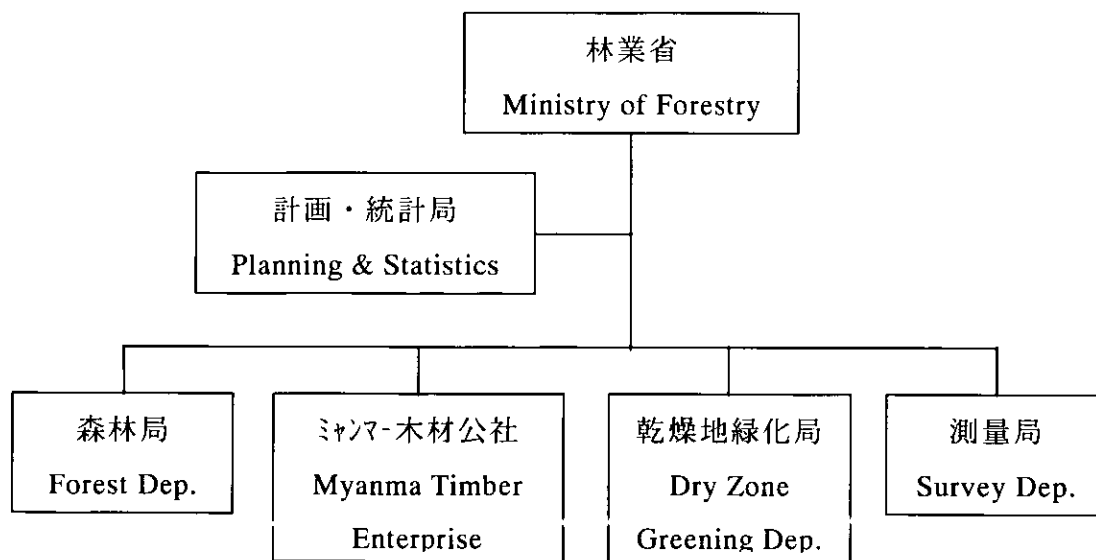 林業省
Ministry of Forestry
計画・統計局
Planning & Statistics
森林局
Forest Dep.
ﾐｬﾝﾏｰ木材公社
Myanma Timber
Enterprise
乾燥地緑化局
Dry Zone
Greening Dep.
測量局
Survey Dep.